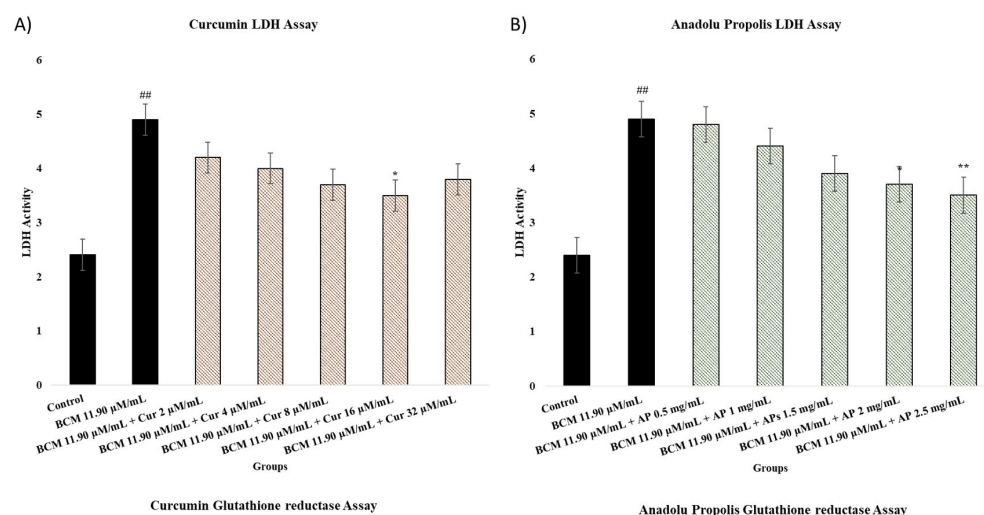 A)
Curcumin LDH Assay
6
5
4
3
2
1
0
LDH Activity
##
*
Control
BCM 11.90 µM/mL
BCM 11.90 µM/mL + Cur 2 µM/mL
BCM 11.90 µM/mL + Cur 4 µM/mL
BCM 11.90 µM/mL + Cur 8 µM/mL
BCM 11.90 µM/mL + Cur 16 µM/mL
BCM 11.90 µM/mL + Cur 32 µM/mL
Groups
B)
Anadolu Propolis LDH Assay
6
5
4
3
2
1
0
LDH Activity
##
*
**
Control
BCM 11.90 µM/mL
BCM 11.90 µM/mL + AP 0.5 mg/mL
BCM 11.90 µM/mL + AP 1 mg/mL
BCM 11.90 µM/mL + APs 1.5 mg/mL
BCM 11.90 µM/mL + AP 2 mg/mL
BCM 11.90 µM/mL + AP 2.5 mg/mL
Groups
Curcumin Glutathione reductase Assay
Anadolu Propolis Glutathione reductase Assay